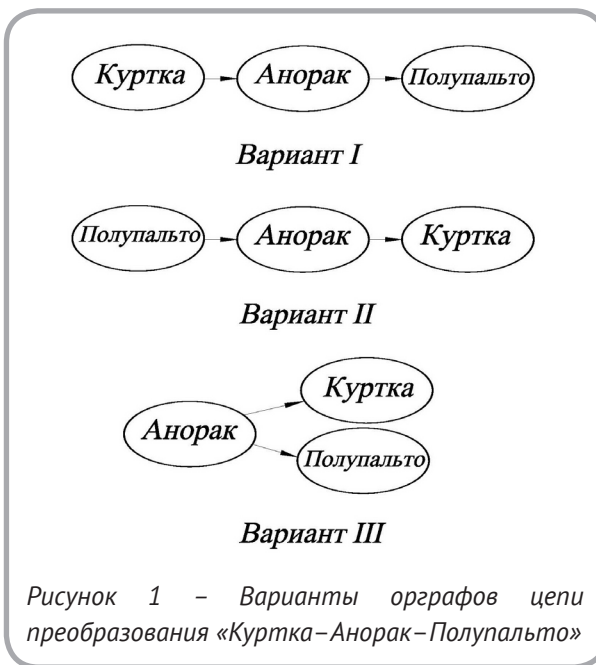 Куртка Анорак Полупальто
Вариант I
Полупальто Анорак Куртка
Вариант II
Куртка
Анорак
Полупальто
Вариант III
Рисунок 1 – Варианты орграфов цепи
преобразования «Куртка–Анорак–Полупальто»